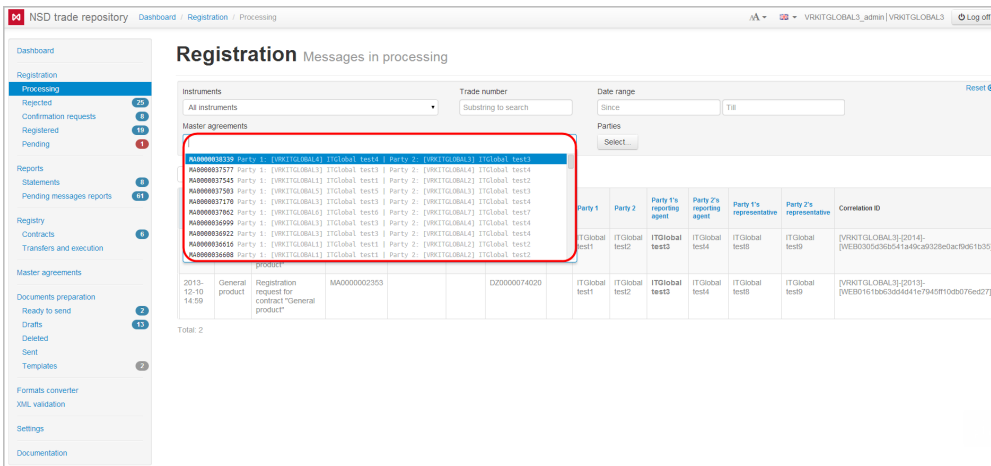 NSD trade repository Dashboard / Registration / Processing
VRKITGLOBAL3_admin | VRKITGLOBAL3 Log off
Dashboard
Registration
Processing
Rejected 25
Confirmation requests 8
Registered 19
Pending 1
Reports
Statements 8
Pending messages reports 61
Registry
Contracts 6
Transfers and execution
Master agreements
Documents preparation
Ready to send 2
Drafts 13
Deleted
Sent
Templates 2
Formats converter
XML validation
Settings
Documentation
Registration Messages in processing
Reset
Instruments Trade number Date range
All instruments Substring to search Since Till
Master agreements Parties
Select...
MA0000038339 Party 1: [VRKITGLOBAL4] ITGlobal test4 | Party 2: [VRKITGLOBAL3] ITGlobal test3
MA0000037577 Party 1: [VRKITGLOBAL3] ITGlobal test3 | Party 2: [VRKITGLOBAL4] ITGlobal test4
MA0000037545 Party 1: [VRKITGLOBAL1] ITGlobal test1 | Party 2: [VRKITGLOBAL2] ITGlobal test2
MA0000037503 Party 1: [VRKITGLOBAL5] ITGlobal test5 | Party 2: [VRKITGLOBAL3] ITGlobal test3
MA0000037170 Party 1: [VRKITGLOBAL3] ITGlobal test3 | Party 2: [VRKITGLOBAL4] ITGlobal test4
MA0000037062 Party 1: [VRKITGLOBAL6] ITGlobal test6 | Party 2: [VRKITGLOBAL7] ITGlobal test7
MA0000036999 Party 1: [VRKITGLOBAL3] ITGlobal test3 | Party 2: [VRKITGLOBAL4] ITGlobal test4
MA0000036922 Party 1: [VRKITGLOBAL3] ITGlobal test3 | Party 2: [VRKITGLOBAL4] ITGlobal test4
MA0000036616 Party 1: [VRKITGLOBAL1] ITGlobal test1 | Party 2: [VRKITGLOBAL2] ITGlobal test2
MA0000036608 Party 1: [VRKITGLOBAL1] ITGlobal test1 | Party 2: [VRKITGLOBAL2] ITGlobal test2
Party 1 Party 2 Party 1's reporting agent Party 2's reporting agent Party 1's representative Party 2's representative Correlation ID
product"
ITGlobal test1 ITGlobal test2 ITGlobal test3 ITGlobal test4 ITGlobal test8 ITGlobal test9 [VRKITGLOBAL3]-[2014]-
[WEB0305d36b541a49ca9328e0acf9d61b35]
2013-12-10 14:59 General product Registration request for contract "General product" MA0000002353 DZ0000074020 ITGlobal test1 ITGlobal test2 ITGlobal test3 ITGlobal test4 ITGlobal test8 ITGlobal test9 [VRKITGLOBAL3]-[2013]-
[WEB0161bb63dd4d41e7945ff10db076ed27]
Total: 2